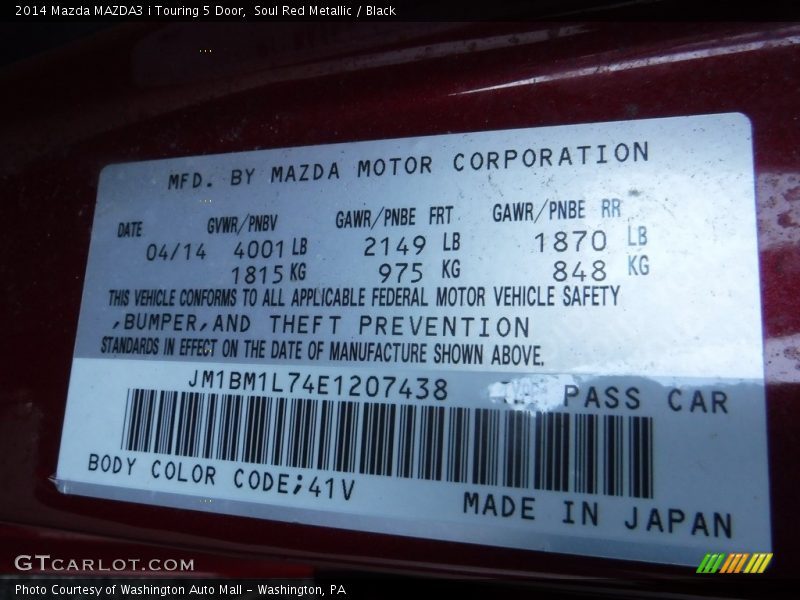 2014 Mazda MAZDA3 i Touring 5 Door, Soul Red Metallic / Black
MFD. BY MAZDA MOTOR CORPORATION
DATE GVWR/PNBV GAWR/PNBE FRT GAWR/PNBE RR
04/14 4001 LB 2149 LB 1870 LB
1815 KG 975 KG 848 KG
THIS VEHICLE CONFORMS TO ALL APPLICABLE FEDERAL MOTOR VEHICLE SAFETY
,BUMPER,AND THEFT PREVENTION
STANDARDS IN EFFECT ON THE DATE OF MANUFACTURE SHOWN ABOVE.
JM1BM1L74E1207438 PASS CAR
BODY COLOR CODE;41V
MADE IN JAPAN
GTCARLOT.COM
Photo Courtesy of Washington Auto Mall - Washington, PA